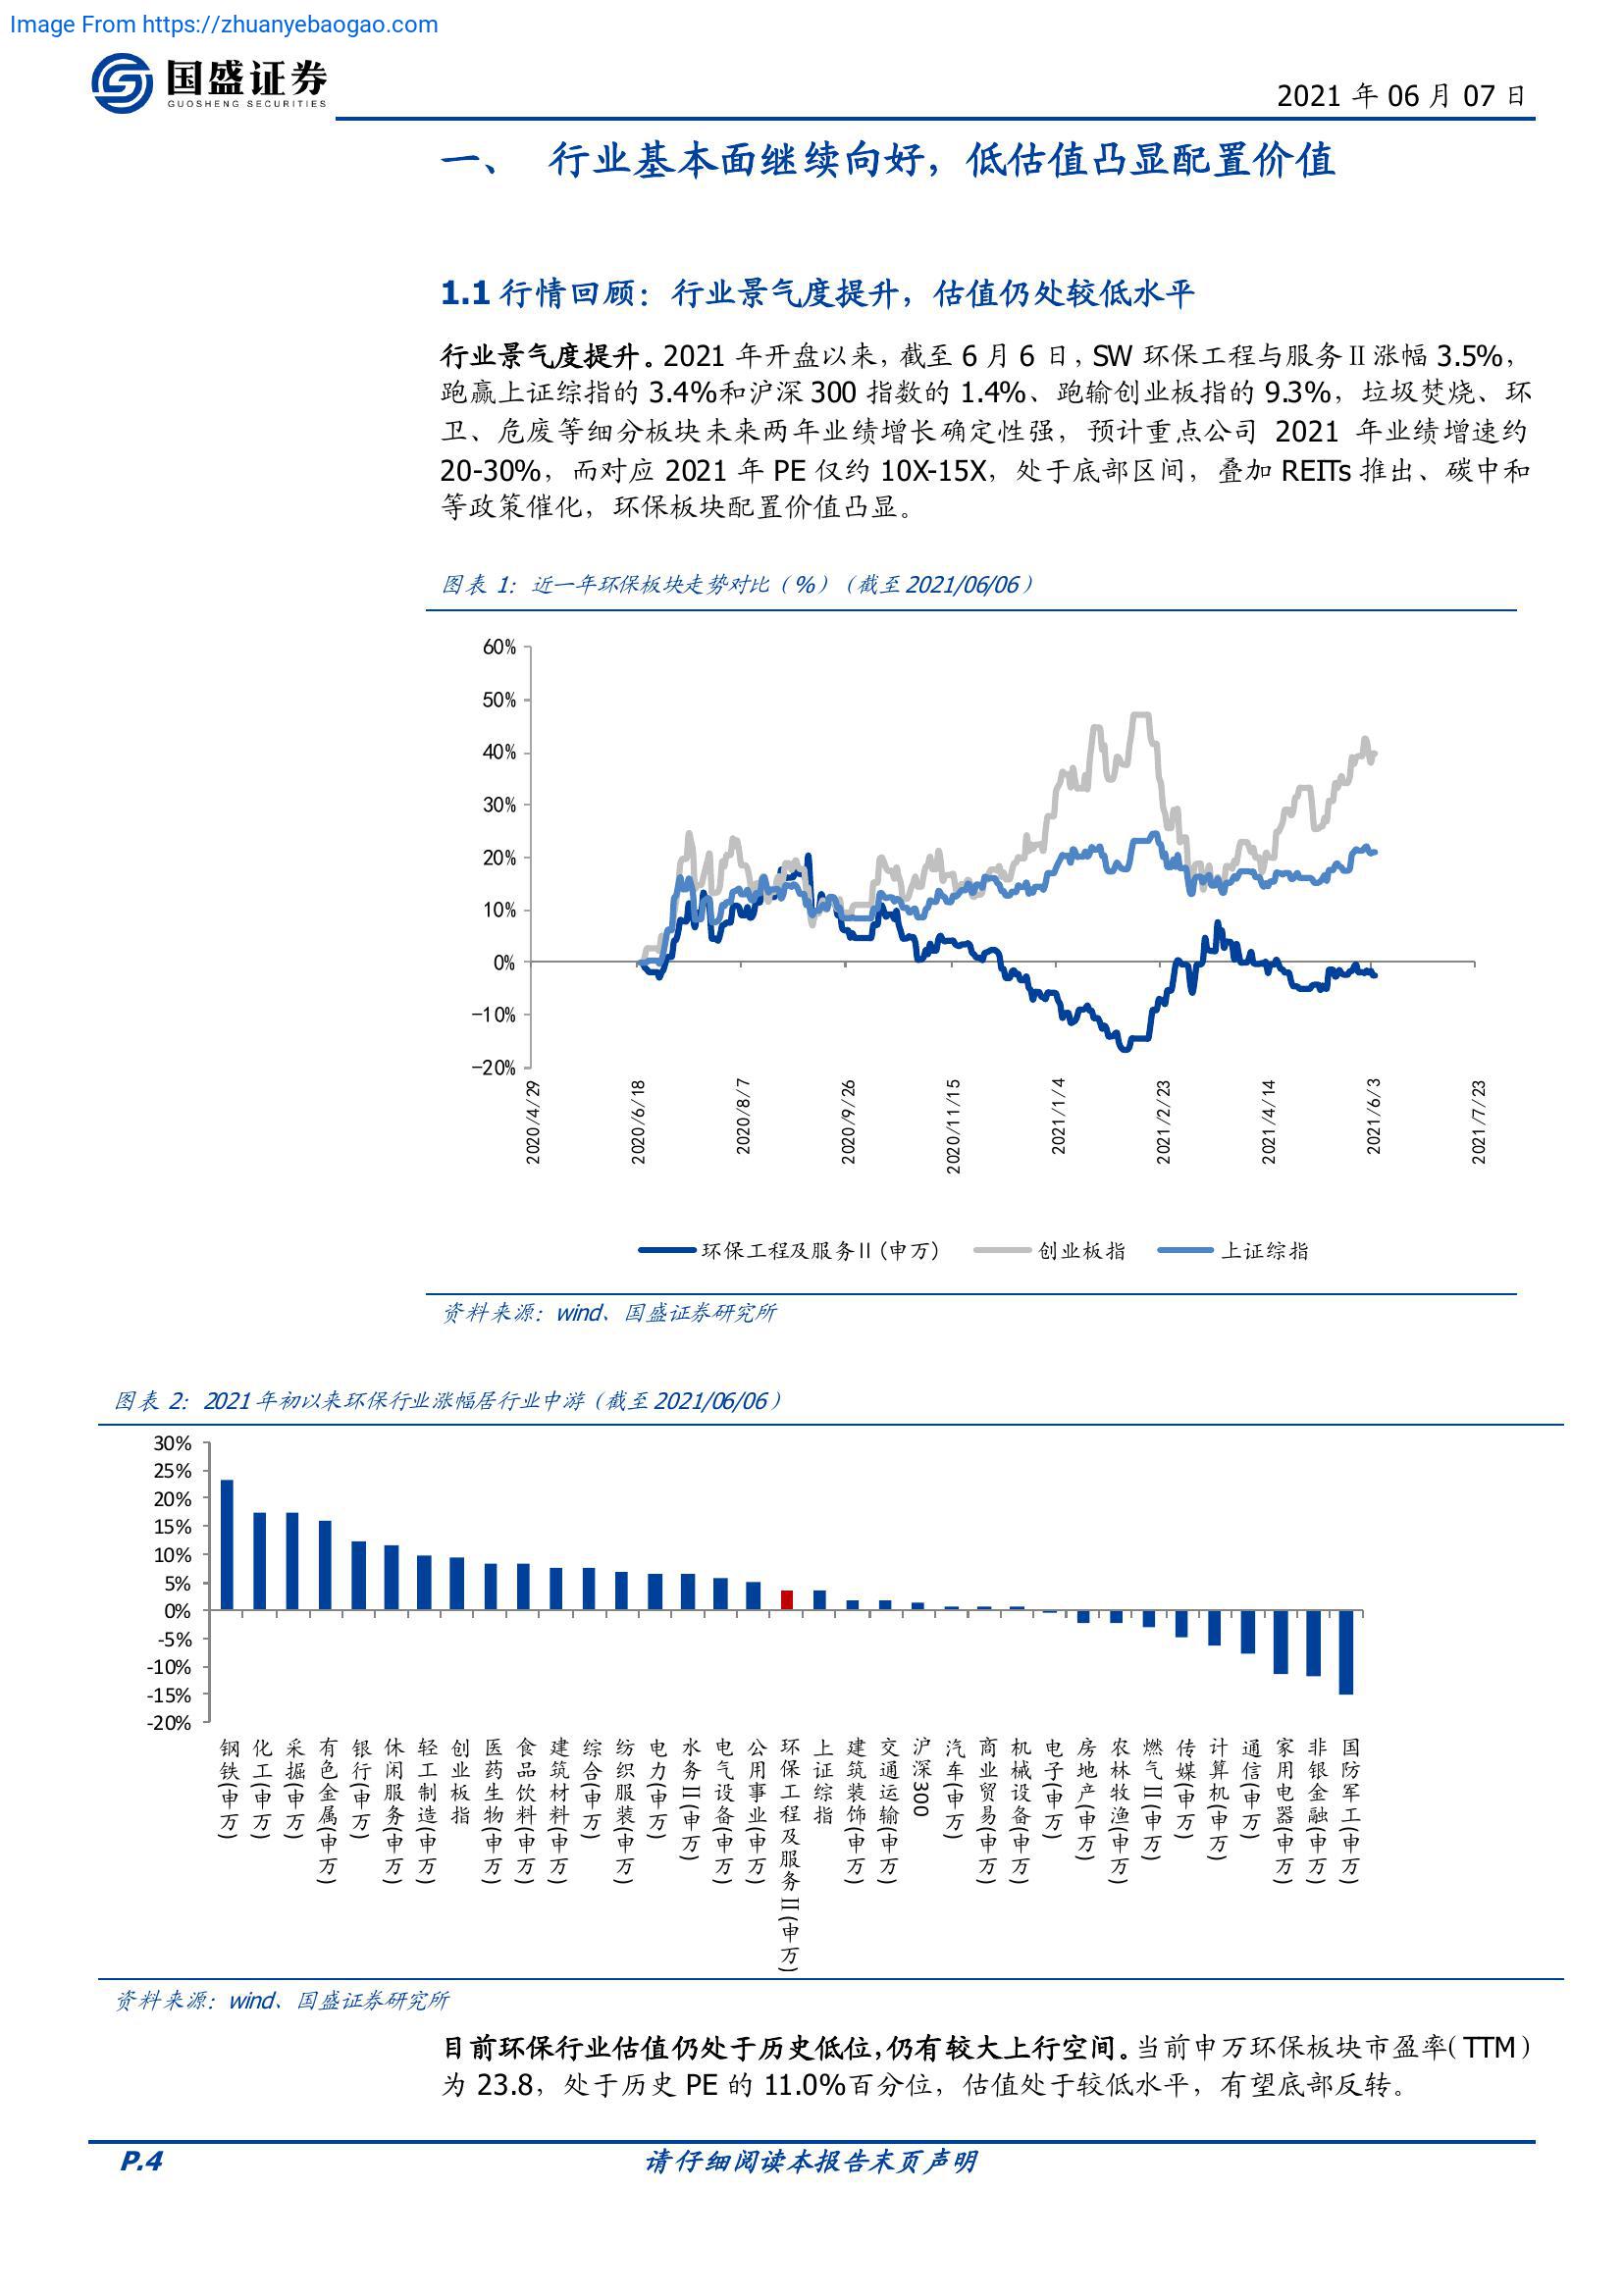 Image From https://zhuanyebaogao.com
国盛证券
GUOSHENG SECURITIES
2021 年 06 月 07 日
一、 行业基本面继续向好，低估值凸显配置价值
1.1 行情回顾：行业景气度提升，估值仍处较低水平
行业景气度提升。2021 年开盘以来，截至 6 月 6 日，SW 环保工程与服务Ⅱ涨幅 3.5%，
跑赢上证综指的 3.4%和沪深 300 指数的 1.4%、跑输创业板指的 9.3%，垃圾焚烧、环
卫、危废等细分板块未来两年业绩增长确定性强，预计重点公司 2021 年业绩增速约
20-30%，而对应 2021 年 PE 仅约 10X-15X，处于底部区间，叠加 REITs 推出、碳中和
等政策催化，环保板块配置价值凸显。
图表 1：近一年环保板块走势对比（%）（截至 2021/06/06）
60%
50%
40%
30%
20%
10%
0%
-10%
-20%
2020/4/29
2020/6/18
2020/8/7
2020/9/26
2020/11/15
2021/1/4
2021/2/23
2021/4/14
2021/6/3
2021/7/23
环保工程及服务Ⅱ(申万)
创业板指
上证综指
资料来源：wind、国盛证券研究所
图表 2：2021 年初以来环保行业涨幅居行业中游（截至 2021/06/06）
30%
25%
20%
15%
10%
5%
0%
-5%
-10%
-15%
-20%
钢铁(申万)
化工(申万)
采掘(申万)
有色金属(申万)
银行(申万)
休闲服务(申万)
轻工制造(申万)
创业板指
医药生物(申万)
食品饮料(申万)
建筑材料(申万)
综合(申万)
纺织服装(申万)
电力(申万)
水务Ⅱ(申万)
电气设备(申万)
公用事业(申万)
环保工程及服务Ⅱ(申万)
上证综指
建筑装饰(申万)
交通运输(申万)
沪深300
汽车(申万)
商业贸易(申万)
机械设备(申万)
电子(申万)
房地产(申万)
农林牧渔(申万)
燃气Ⅱ(申万)
传媒(申万)
计算机(申万)
通信(申万)
家用电器(申万)
非银金融(申万)
国防军工(申万)
资料来源：wind、国盛证券研究所
目前环保行业估值仍处于历史低位,仍有较大上行空间。当前申万环保板块市盈率(TTM)
为 23.8，处于历史 PE 的 11.0%百分位，估值处于较低水平，有望底部反转。
P.4
请仔细阅读本报告末页声明